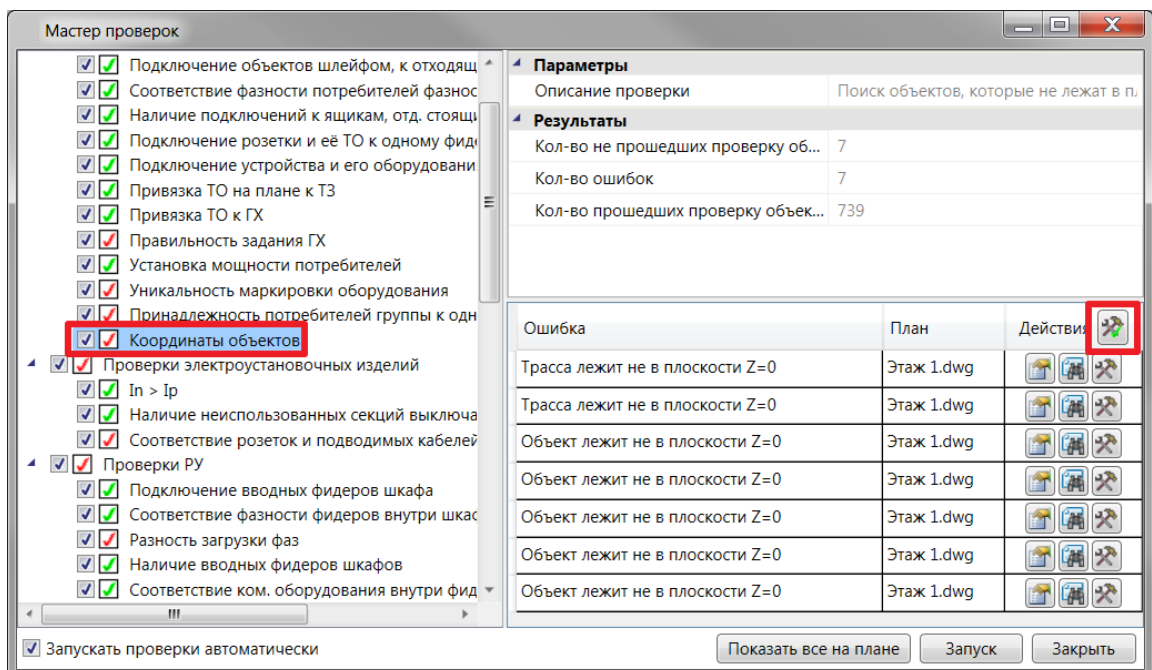 Мастер проверок
Подключение объектов шлейфом, к отходящ
Соответствие фазности потребителей фазнос
Наличие подключений к ящикам, отд. стоящи
Подключение розетки и её ТО к одному фиде
Подключение устройства и его оборудовани
Привязка ТО на плане к ТЗ
Привязка ТО к ГХ
Правильность задания ГХ
Установка мощности потребителей
Уникальность маркировки оборудования
Принадлежность потребителей группы к одн
Координаты объектов
Проверки электроустановочных изделий
In > Ip
Наличие неиспользованных секций выключа
Соответствие розеток и подводимых кабелей
Проверки РУ
Подключение вводных фидеров шкафа
Соответствие фазности фидеров внутри шкас
Разность загрузки фаз
Наличие вводных фидеров шкафов
Соответствие ком. оборудования внутри фид
Параметры
Описание проверки Поиск объектов, которые не лежат в пл
Результаты
Кол-во не прошедших проверку об... 7
Кол-во ошибок 7
Кол-во прошедших проверку объек... 739
Ошибка План Действия
Трасса лежит не в плоскости Z=0 Этаж 1.dwg
Трасса лежит не в плоскости Z=0 Этаж 1.dwg
Объект лежит не в плоскости Z=0 Этаж 1.dwg
Объект лежит не в плоскости Z=0 Этаж 1.dwg
Объект лежит не в плоскости Z=0 Этаж 1.dwg
Объект лежит не в плоскости Z=0 Этаж 1.dwg
Объект лежит не в плоскости Z=0 Этаж 1.dwg
Запускать проверки автоматически
Показать все на плане Запуск Закрыть